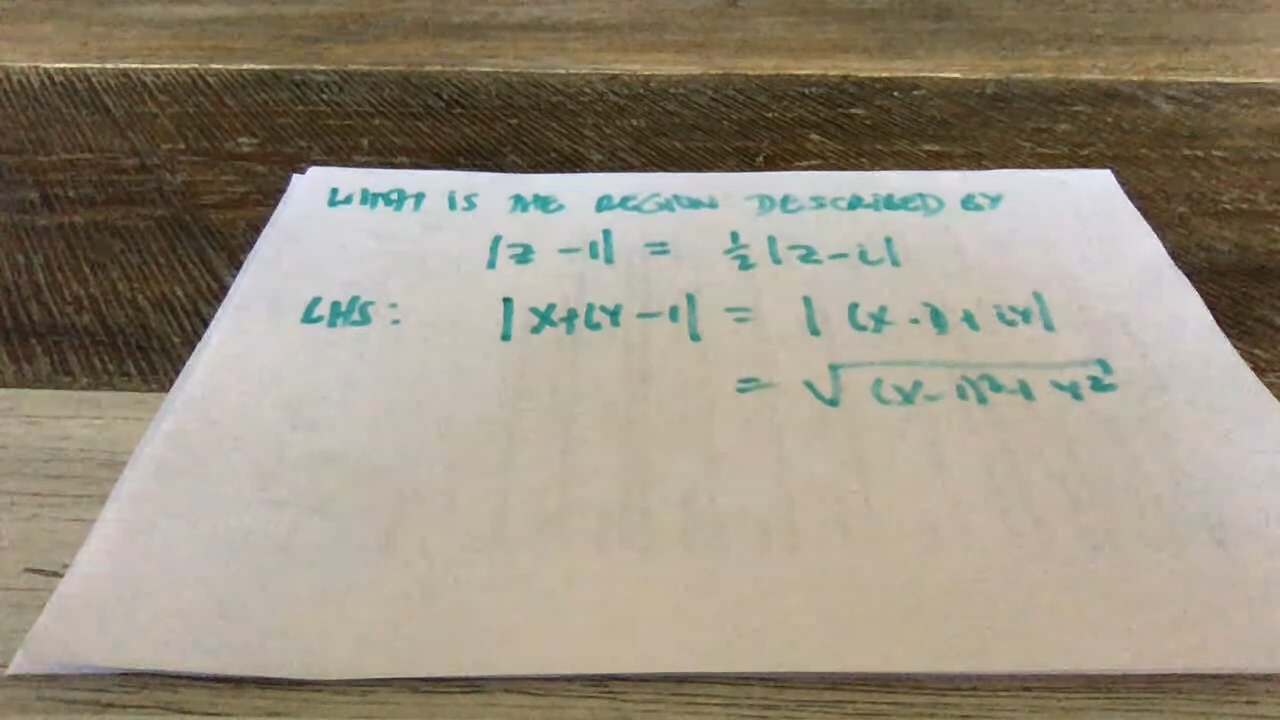 WHAT IS THE REGION DESCRIBED BY
|z - 1| = ½|z - i|
LHS: |x+iy - 1| = |(x - 1) + iy|
= √(x - 1)² + y²